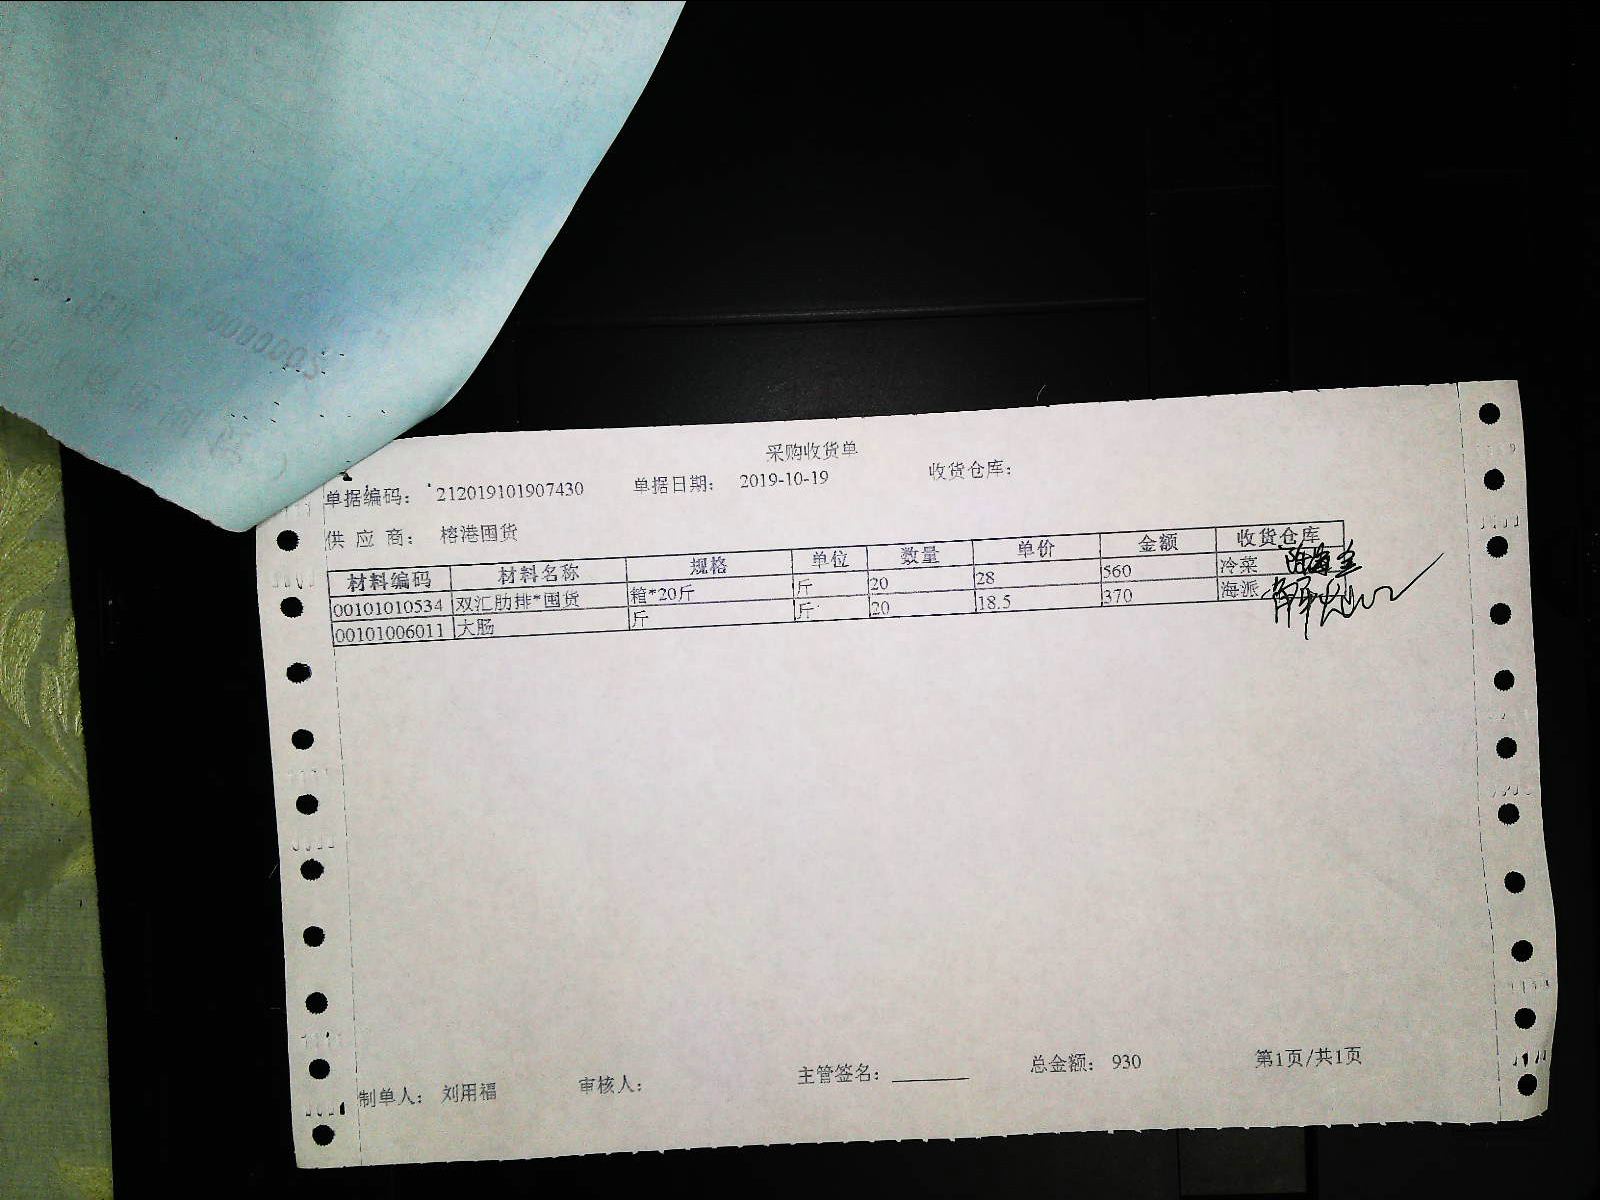 采购收货单
单据编码： 212019101907430 单据日期： 2019-10-19 收货仓库：
供 应 商： 榕港囤货
材料编码 材料名称 规格 单位 数量 单价 金额 收货仓库
00101010534 双汇肋排*囤货 箱*20斤 斤 20 28 560 冷菜
00101006011 大肠 斤 斤 20 18.5 370 海派
制单人： 刘用福 审核人： 主管签名： 总金额： 930 第1页/共1页